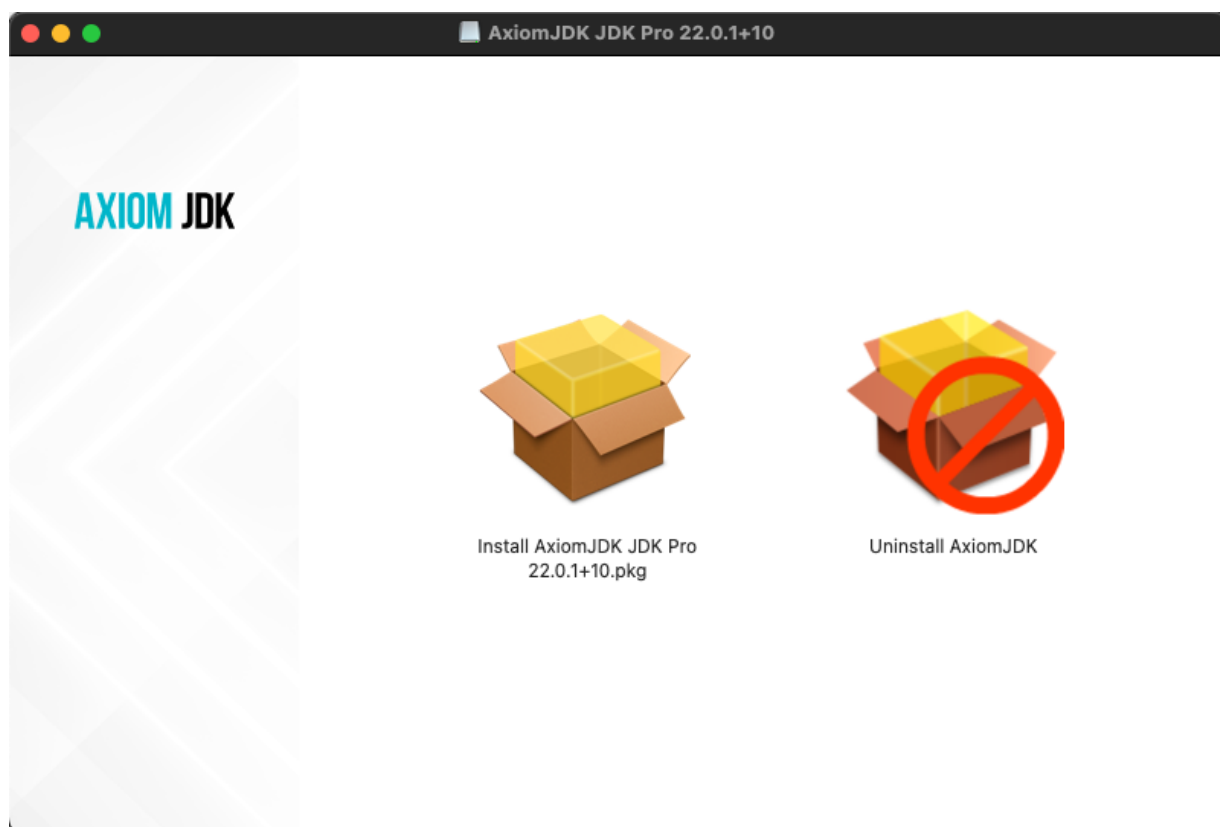 AxiomJDK JDK Pro 22.0.1+10
AXIOM JDK
Install AxiomJDK JDK Pro
22.0.1+10.pkg
Uninstall AxiomJDK